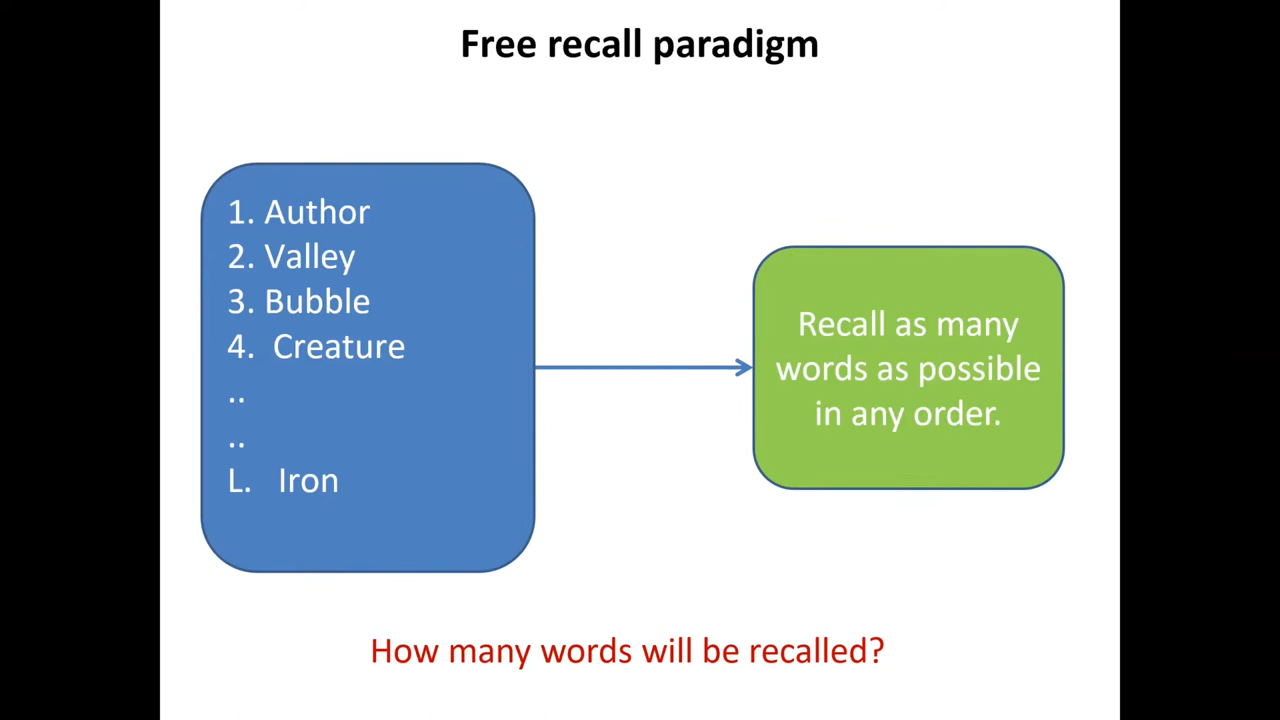 Free recall paradigm
1. Author
2. Valley
3. Bubble
4. Creature
..
..
L. Iron
Recall as many
words as possible
in any order.
How many words will be recalled?